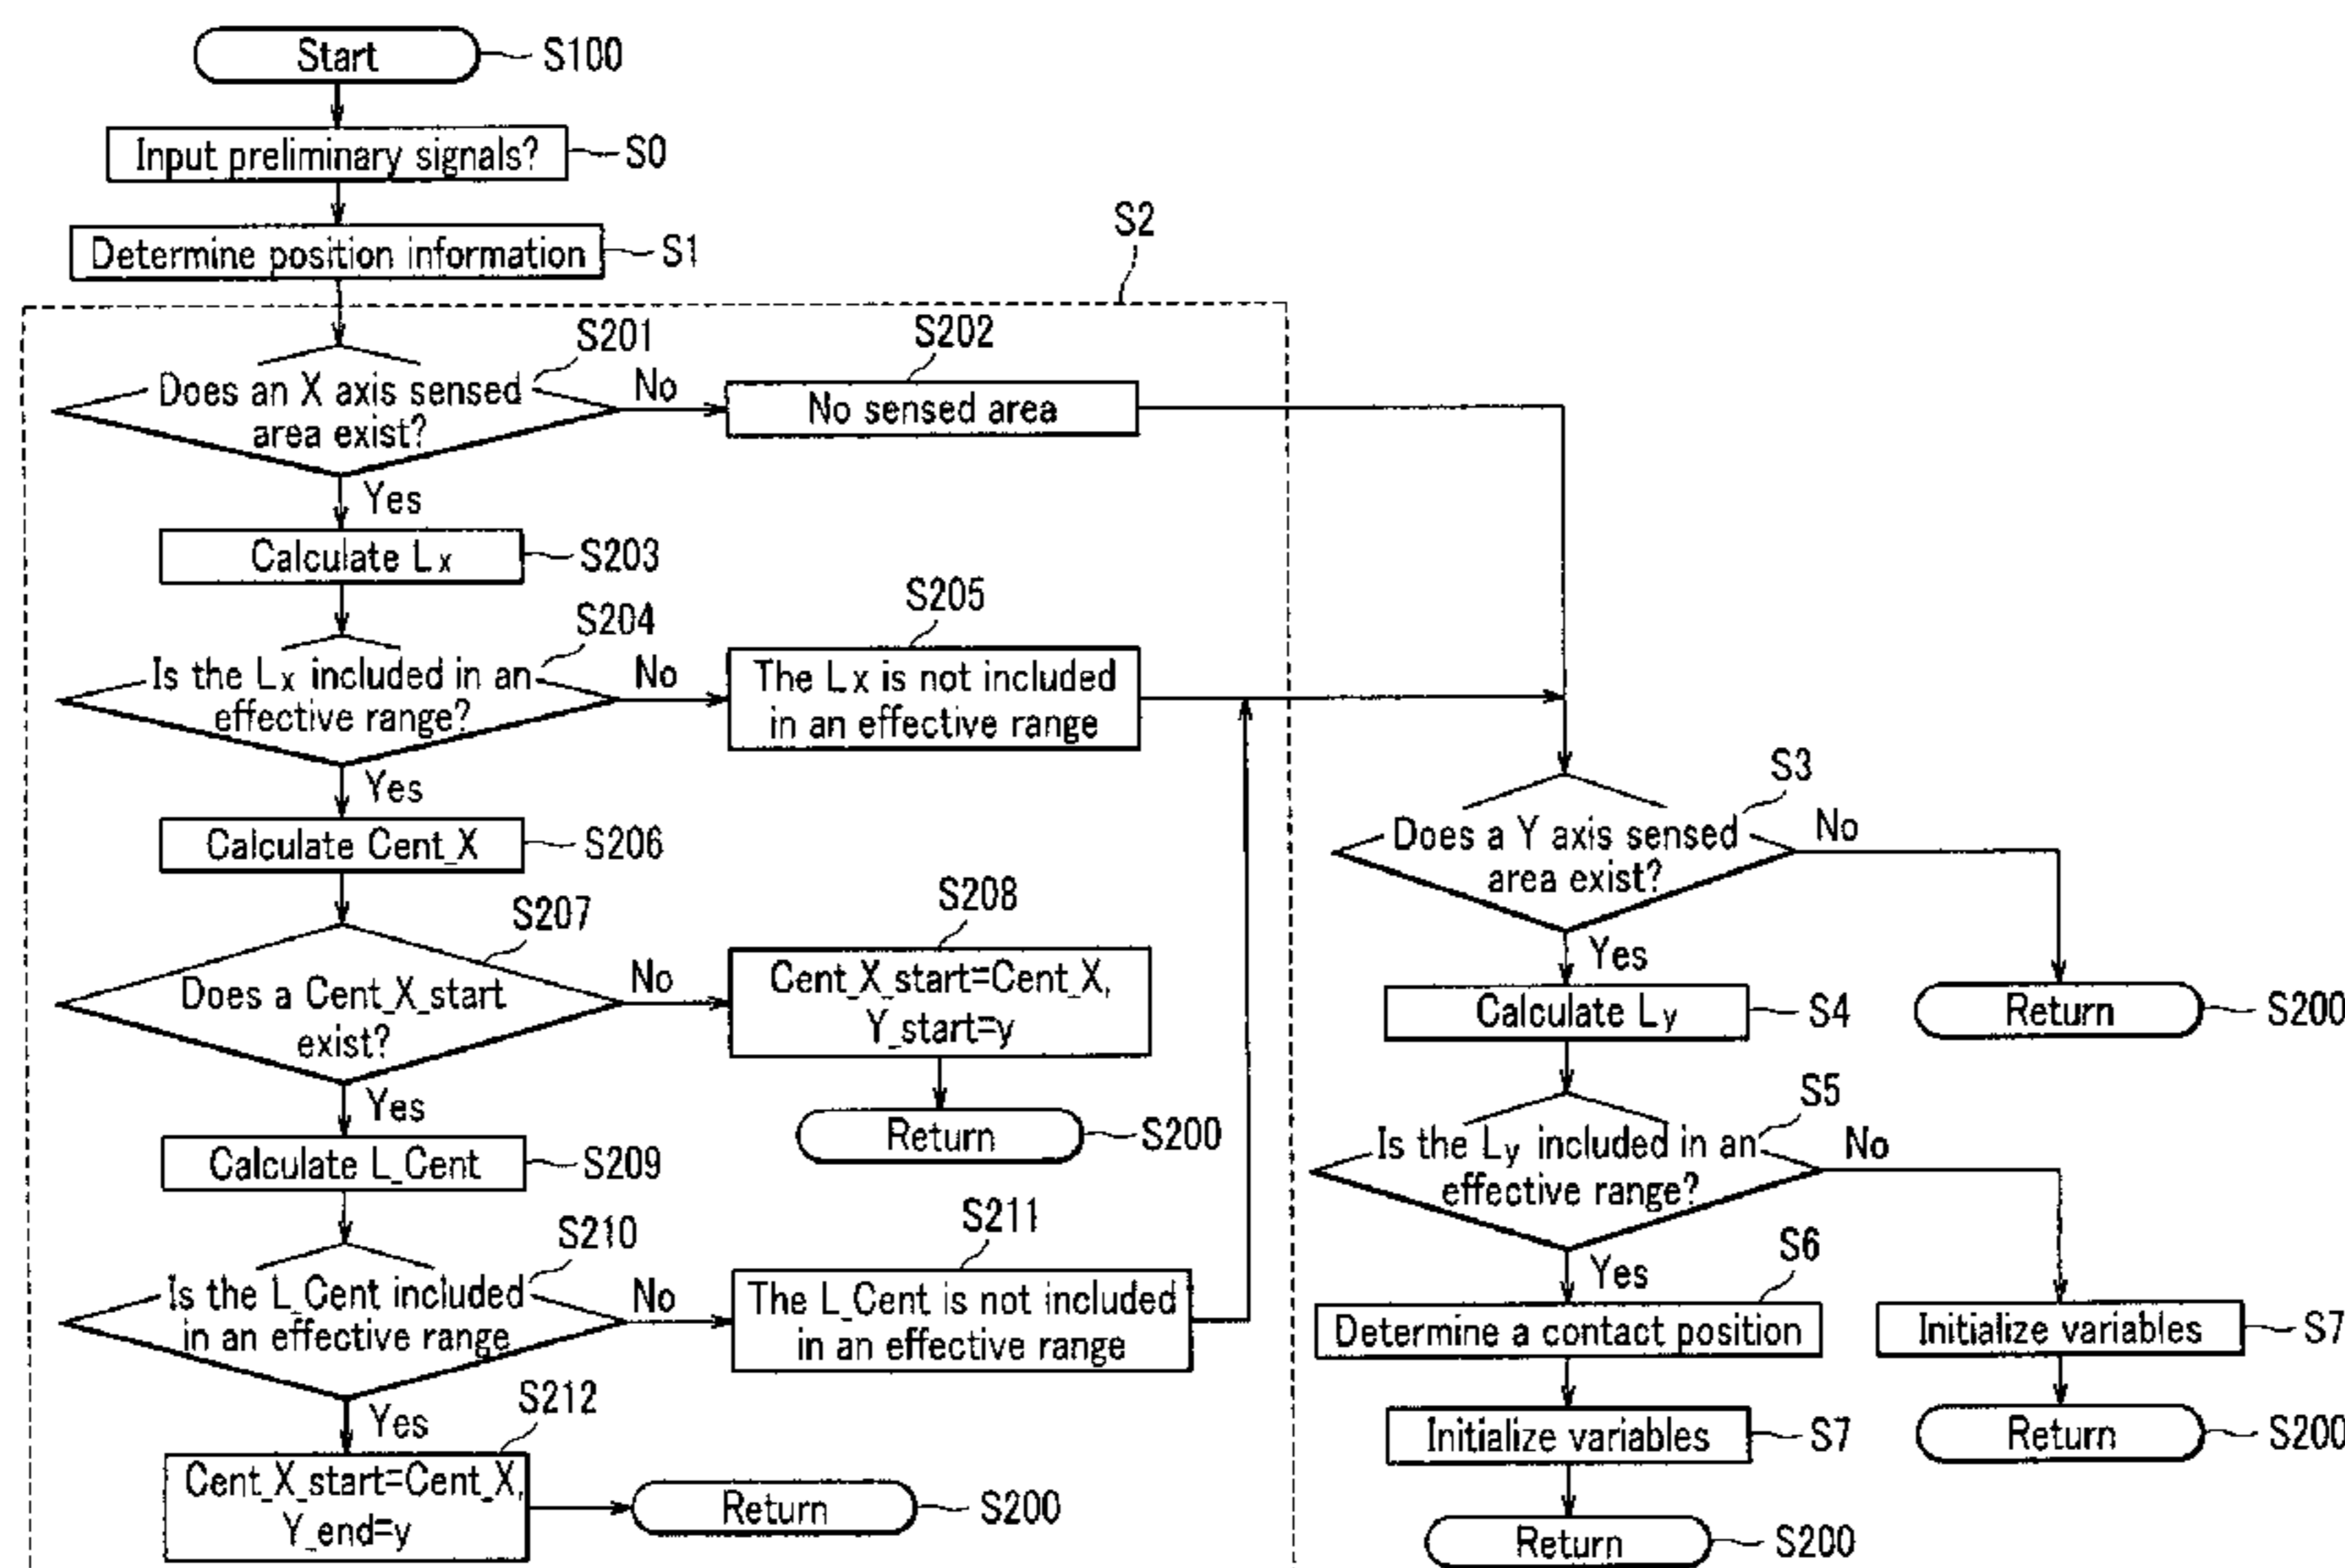 Start
S100
Input preliminary signals?
S0
Determine position information
S1
S2
Does an X axis sensed
area exist?
S201
No
S202
No sensed area
Yes
Calculate Lx
S203
Is the Lx included in an
effective range?
S204
No
S205
The Lx is not included
in an effective range
Yes
Calculate Cent_X
S206
Does a Cent_X_start
exist?
S207
No
S208
Cent_X_start=Cent_X,
Y_start=y
Return
S200
Yes
Calculate L_Cent
S209
Is the L_Cent included
in an effective range
S210
No
S211
The L_Cent is not included
in an effective range
Yes
S212
Cent_X_start=Cent_X,
Y_end=y
Return
S200
Does a Y axis sensed
area exist?
S3
No
Return
S200
Yes
Calculate Ly
S4
Is the Ly included in an
effective range?
S5
No
Initialize variables
S7
Return
S200
Yes
S6
Determine a contact position
Initialize variables
S7
Return
S200